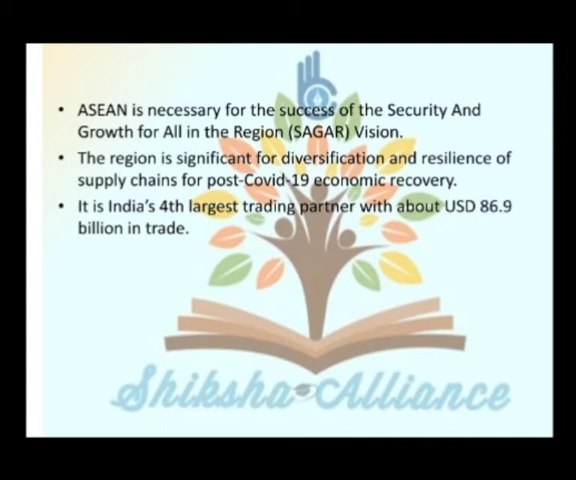 • ASEAN is necessary for the success of the Security And
Growth for All in the Region (SAGAR) Vision.
• The region is significant for diversification and resilience of
supply chains for post-Covid-19 economic recovery.
• It is India's 4th largest trading partner with about USD 86.9
billion in trade.
Shiksha Alliance